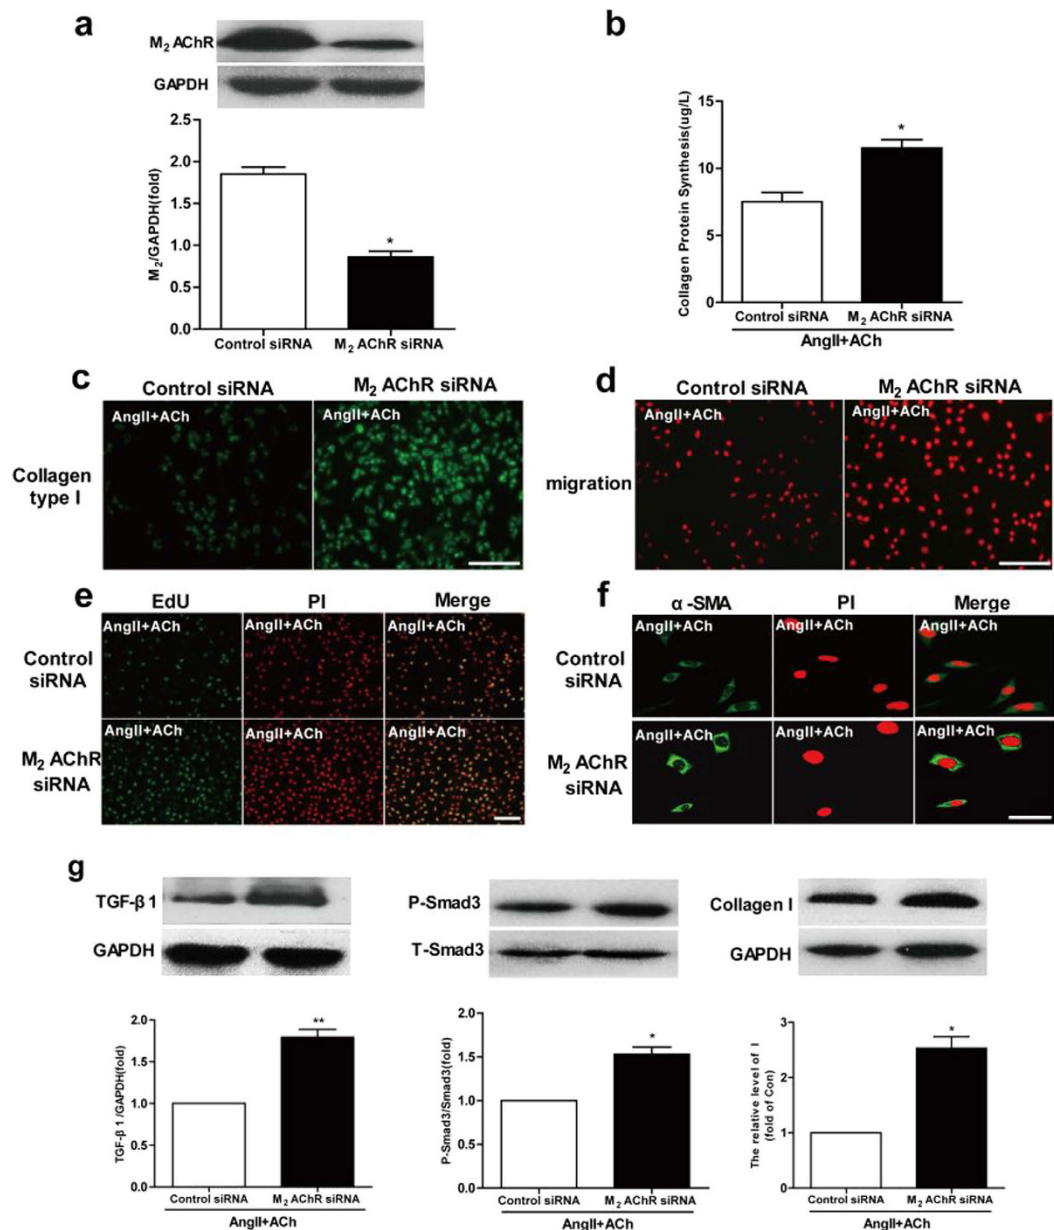 a
M2 AChR
GAPDH
2.5
2.0
1.5
1.0
0.5
0.0
M2/GAPDH(fold)
*
Control siRNA
M2 AChR siRNA
b
15
10
5
0
Collagen Protein Synthesis(ug/L)
*
Control siRNA
M2 AChR siRNA
AngII+ACh
c
Control siRNA
M2 AChR siRNA
Collagen
type I
AngII+ACh
AngII+ACh
d
Control siRNA
M2 AChR siRNA
migration
AngII+ACh
AngII+ACh
e
EdU
PI
Merge
Control
siRNA
AngII+ACh
AngII+ACh
AngII+ACh
M2 AChR
siRNA
AngII+ACh
AngII+ACh
AngII+ACh
f
α-SMA
PI
Merge
Control
siRNA
AngII+ACh
AngII+ACh
AngII+ACh
M2 AChR
siRNA
AngII+ACh
AngII+ACh
AngII+ACh
g
TGF-β 1
GAPDH
2.0
1.5
1.0
0.5
0.0
TGF-β 1/GAPDH(fold)
**
Control siRNA
M2 AChR siRNA
AngII+ACh
P-Smad3
T-Smad3
2.0
1.5
1.0
0.5
0.0
P-Smad3/Smad3(fold)
*
Control siRNA
M2 AChR siRNA
AngII+ACh
Collagen I
GAPDH
3
2
1
0
The relative level of I
(fold of Con)
*
Control siRNA
M2 AChR siRNA
AngII+ACh